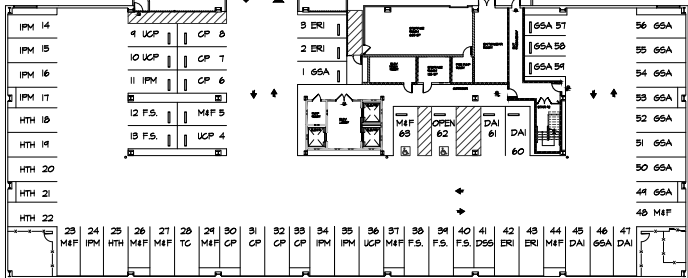 IPM 14
IPM 15
IPM 16
IPM 17
HTH 18
HTH 19
HTH 20
HTH 21
HTH 22
9 UCP
CP 8
10 UCP
CP 7
11 IPM
CP 6
12 F.S.
M&F 5
13 F.S.
UCP 4
3 ERI
2 ERI
1 GSA
GSA 57
GSA 58
GSA 59
M&F
63
OPEN
62
DAI
61
DAI
60
56 GSA
55 GSA
54 GSA
53 GSA
52 GSA
51 GSA
50 GSA
49 GSA
48 M&F
23 24 25 26 27 28 29 30 31 32 33 34 35 36 37 38 39 40 41 42 43 44 45 46 47
M&F IPM HTH M&F M&F TC M&F CP CP CP CP IPM IPM UCP M&F F.S. F.S. F.S. DSS ERI ERI M&F DAI GSA DAI